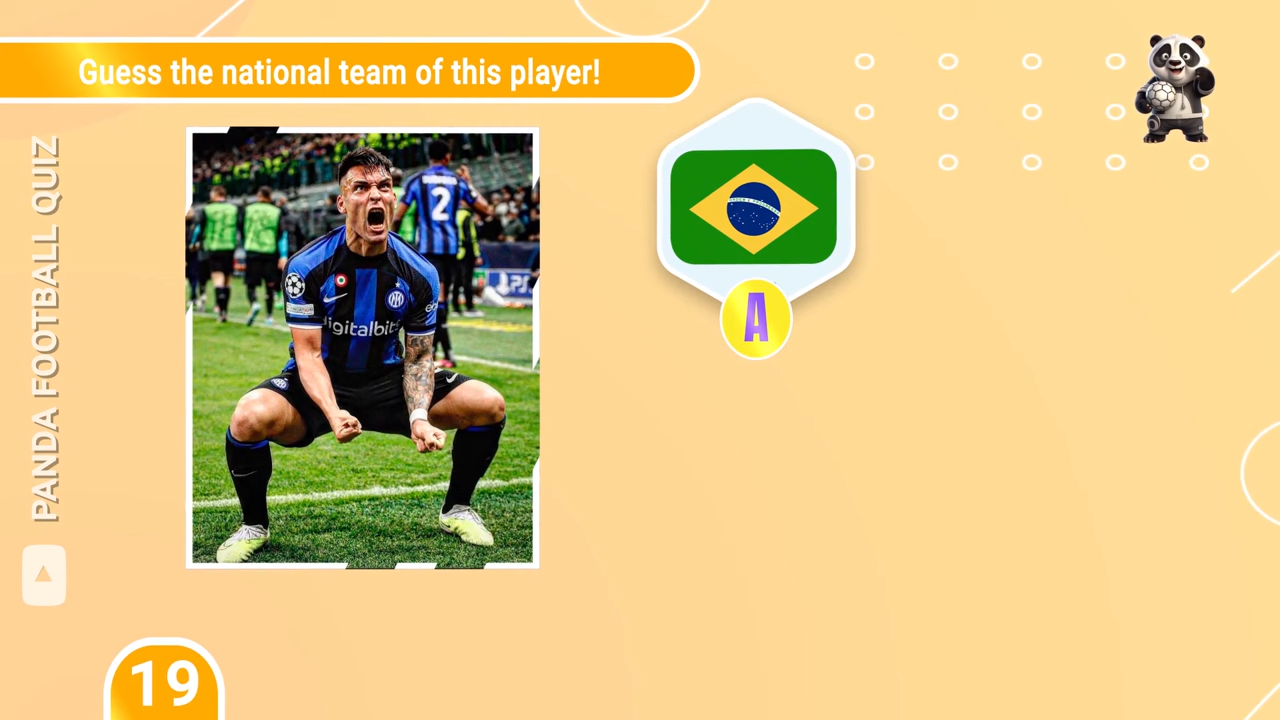 Guess the national team of this player!
PANDA FOOTBALL QUIZ
2
digitalbits
A
19